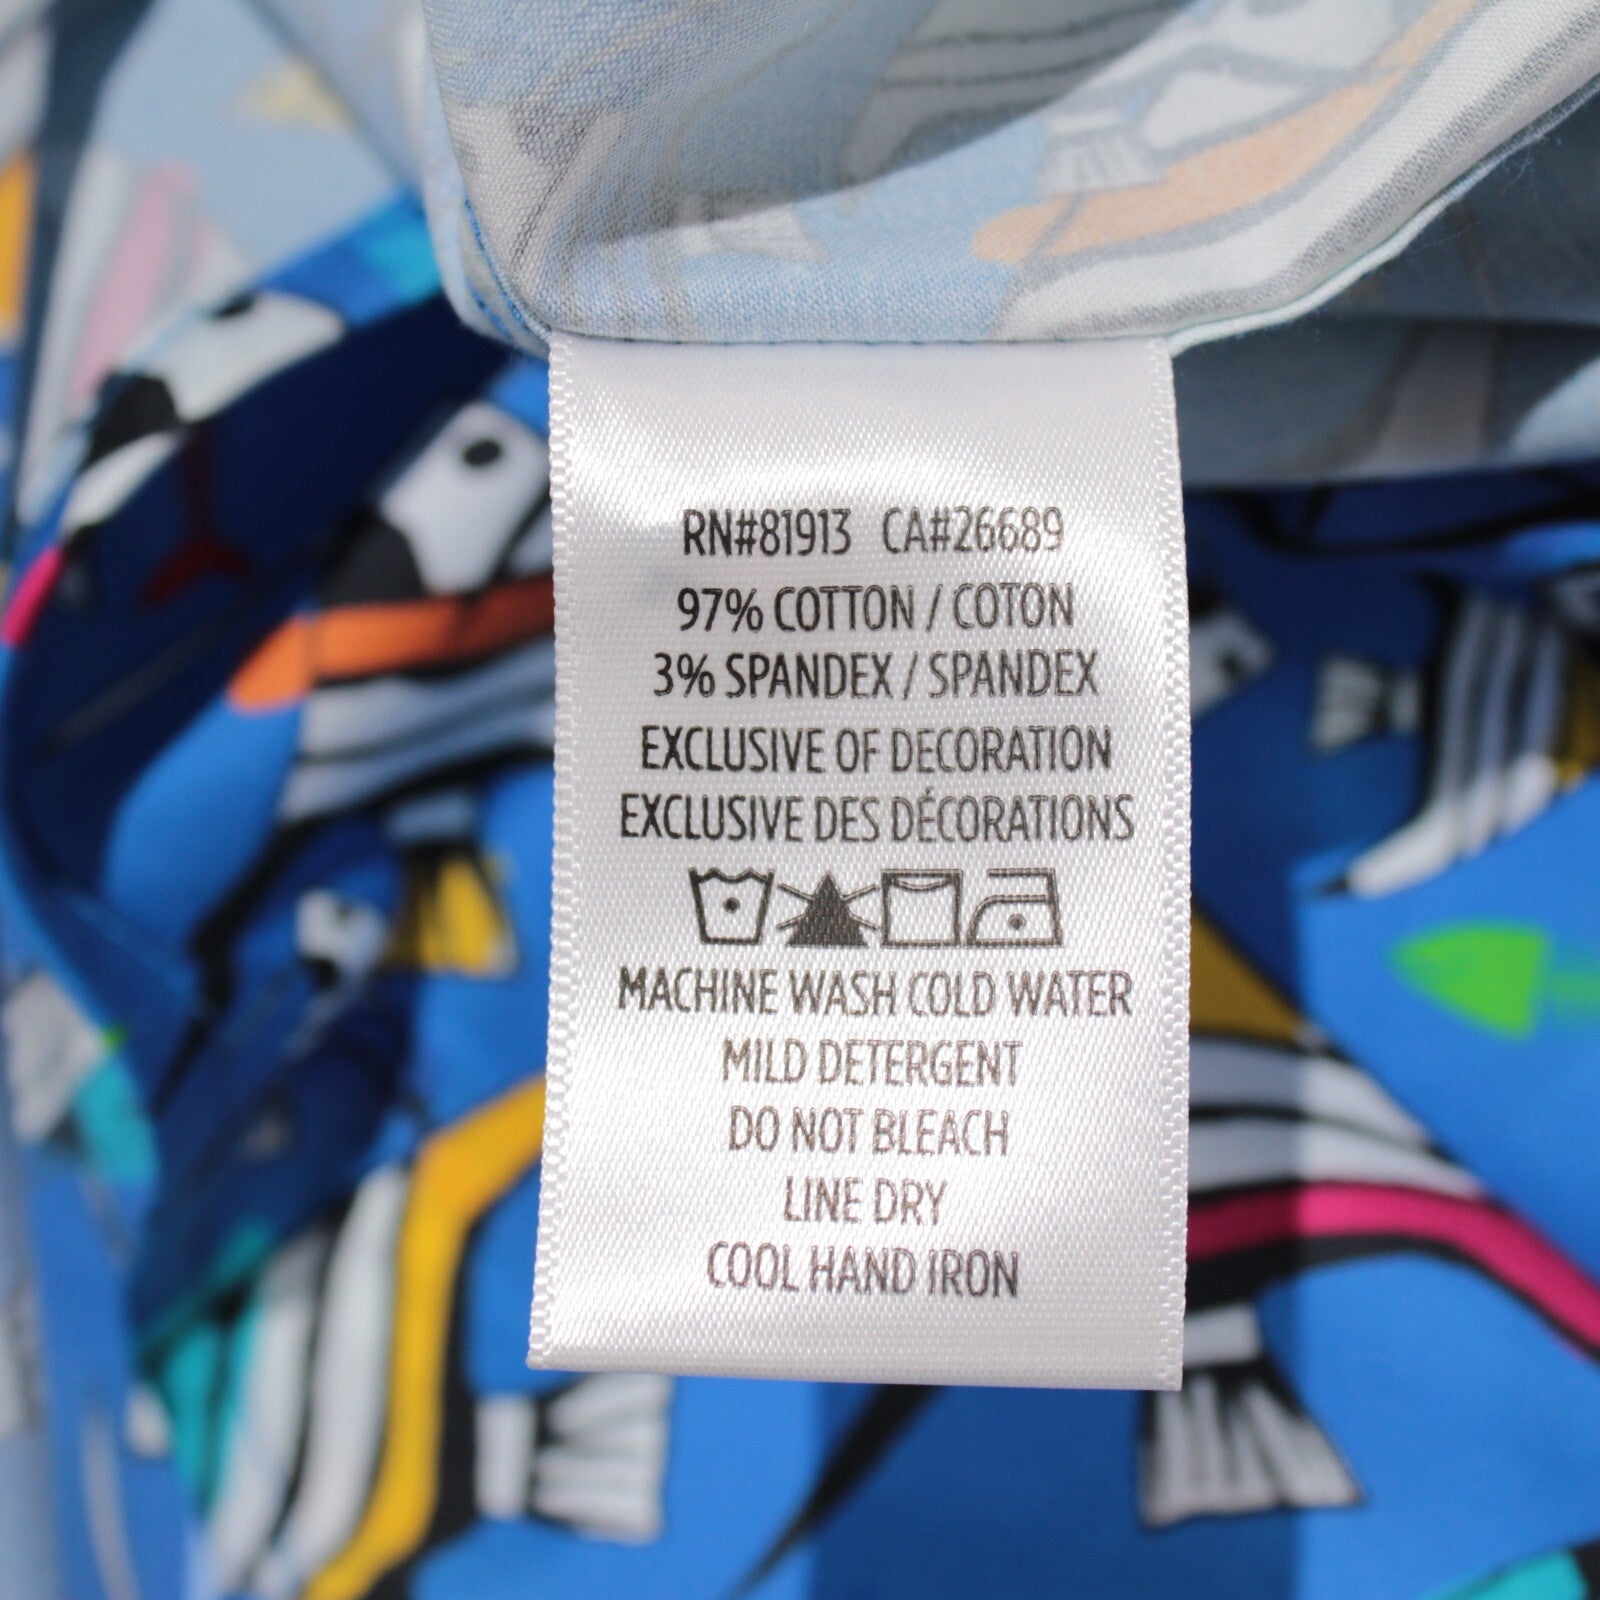 RN#81913 CA#26689
97% COTTON / COTON
3% SPANDEX / SPANDEX
EXCLUSIVE OF DECORATION
EXCLUSIVE DES DÉCORATIONS
MACHINE WASH COLD WATER
MILD DETERGENT
DO NOT BLEACH
LINE DRY
COOL HAND IRON